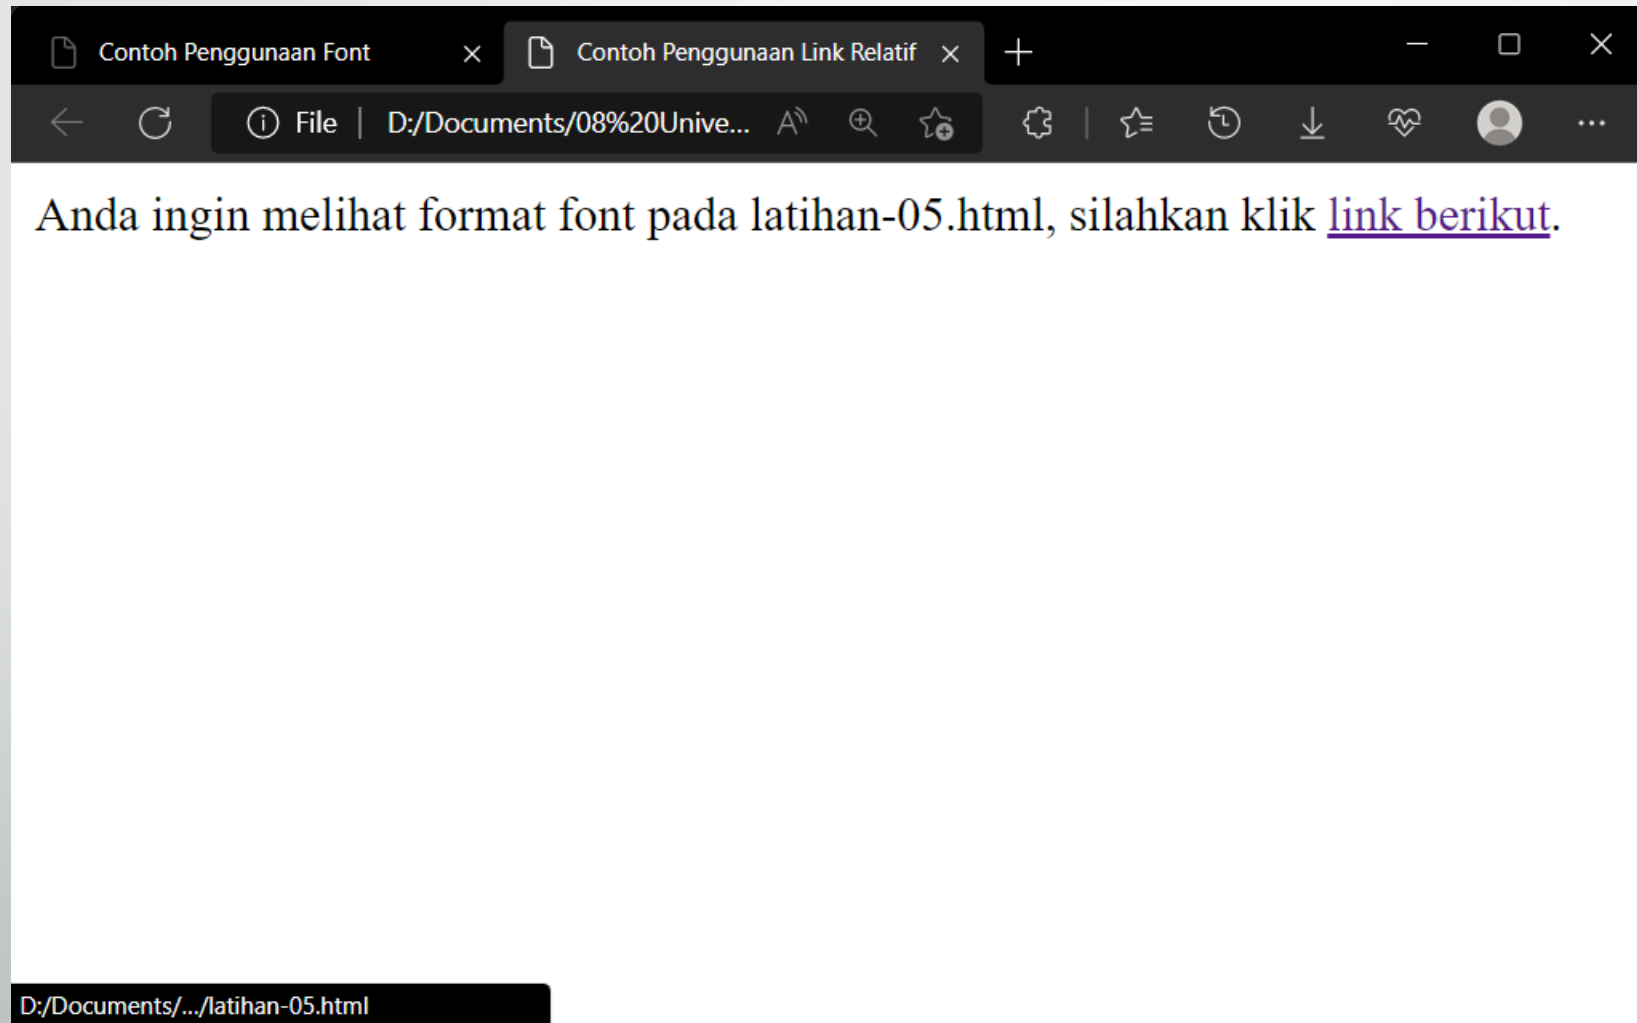 Contoh Penggunaan Font
Contoh Penggunaan Link Relatif
File | D:/Documents/08%20Unive...
Anda ingin melihat format font pada latihan-05.html, silahkan klik link berikut.
D:/Documents/.../latihan-05.html